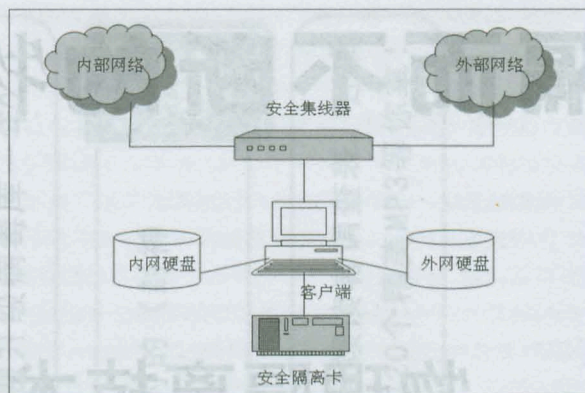 内部网络
外部网络
安全集线器
内网硬盘
外网硬盘
客户端
安全隔离卡